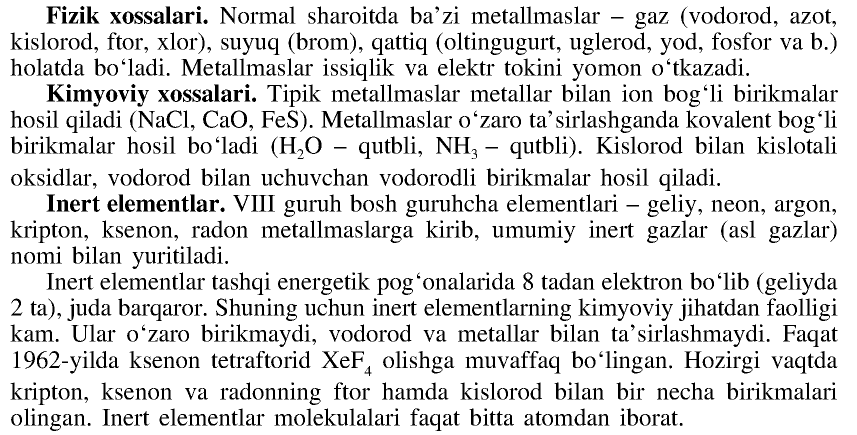 Fizik xossalari. Normal sharoitda ba’zi metallmaslar – gaz (vodorod, azot,
kislorod, ftor, xlor), suyuq (brom), qattiq (oltingugurt, uglerod, yod, fosfor va b.)
holatda bo‘ladi. Metallmaslar issiqlik va elektr tokini yomon o‘tkazadi.
Kimyoviy xossalari. Tipik metallmaslar metallar bilan ion bog‘li birikmalar
hosil qiladi (NaCl, CaO, FeS). Metallmaslar o‘zaro ta’sirlashganda kovalent bog‘li
birikmalar hosil bo‘ladi (H₂O – qutbli, NH₃ – qutbli). Kislorod bilan kislotali
oksidlar, vodorod bilan uchuvchan vodorodli birikmalar hosil qiladi.
Inert elementlar. VIII guruh bosh guruhcha elementlari – geliy, neon, argon,
kripton, ksenon, radon metallmaslarga kirib, umumiy inert gazlar (asl gazlar)
nomi bilan yuritiladi.
Inert elementlar tashqi energetik pog‘onalarida 8 tadan elektron bo‘lib (geliyda
2 ta), juda barqaror. Shuning uchun inert elementlarning kimyoviy jihatdan faolligi
kam. Ular o‘zaro birikmaydi, vodorod va metallar bilan ta’sirlashmaydi. Faqat
1962-yilda ksenon tetraftorid XeF₄ olishga muvaffaq bo‘lingan. Hozirgi vaqtda
kripton, ksenon va radonning ftor hamda kislorod bilan bir necha birikmalari
olingan. Inert elementlar molekulalari faqat bitta atomdan iborat.